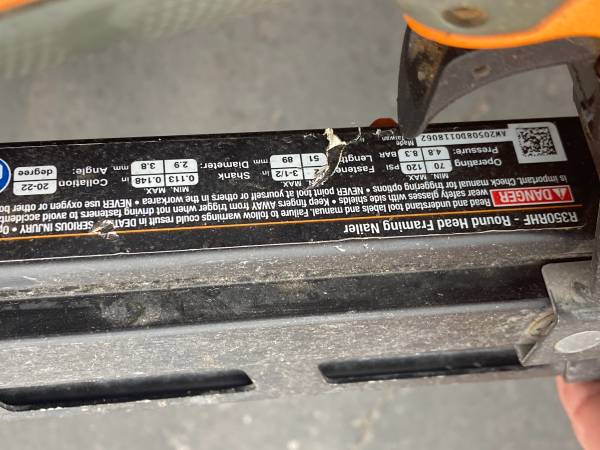 R350RHF - Round Head Framing Nailer
DANGER
Read and understand tool labels and manual. Failure to follow warnings could result in DEATH SERIOUS INJURY. •
wear safety glasses with side shields • Keep fingers AWAY from trigger when not driving fasteners to avoid accidental
is important. Check manual for triggering options • NEVER point tool at yourself or others in workarea • NEVER use oxygen or other
Operating Pressure:
MIN. MAX.
70 120 PSI
4.8 8.3 BAR
Fastener Length:
MIN. MAX.
3-1/2 in
51 89 mm
Shank Diameter:
MIN. MAX.
0.113 0.148 in
2.9 3.8 mm
Collation Angle:
20-22 degree
AW20508D0118062
Made
Taiwan